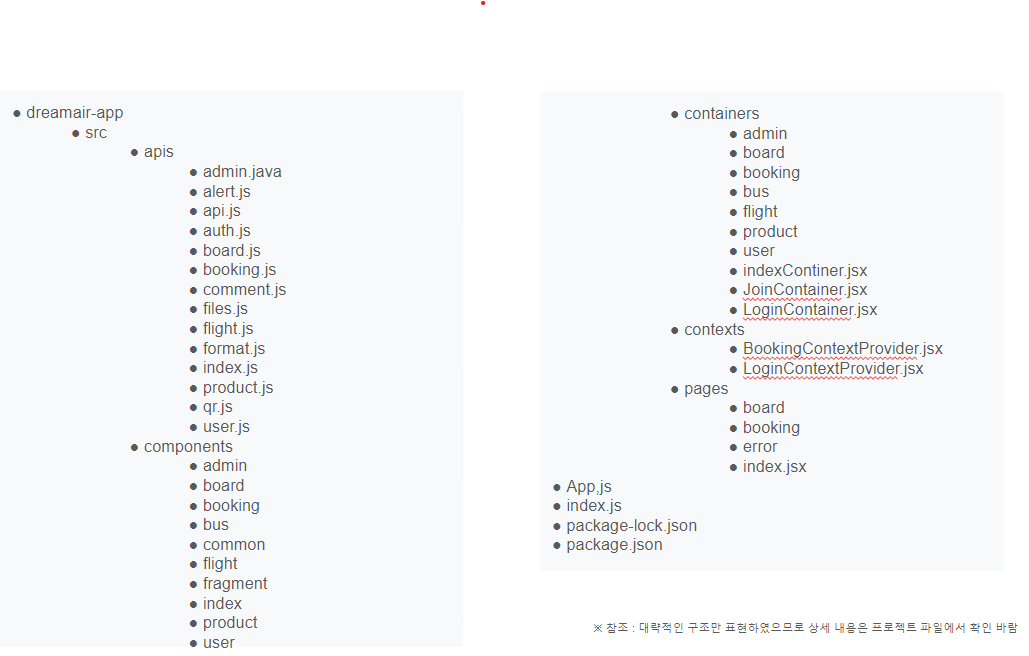 ● dreamair-app
● src
● apis
● admin.java
● alert.js
● api.js
● auth.js
● board.js
● booking.js
● comment.js
● files.js
● flight.js
● format.js
● index.js
● product.js
● qr.js
● user.js
● components
● admin
● board
● booking
● bus
● common
● flight
● fragment
● index
● product
● user
● containers
● admin
● board
● booking
● bus
● flight
● product
● user
● indexContiner.jsx
● JoinContainer.jsx
● LoginContainer.jsx
● contexts
● BookingContextProvider.jsx
● LoginContextProvider.jsx
● pages
● board
● booking
● error
● index.jsx
● App,js
● index.js
● package-lock.json
● package.json
※ 참조 : 대략적인 구조만 표현하였으므로 상세 내용은 프로젝트 파일에서 확인 바람